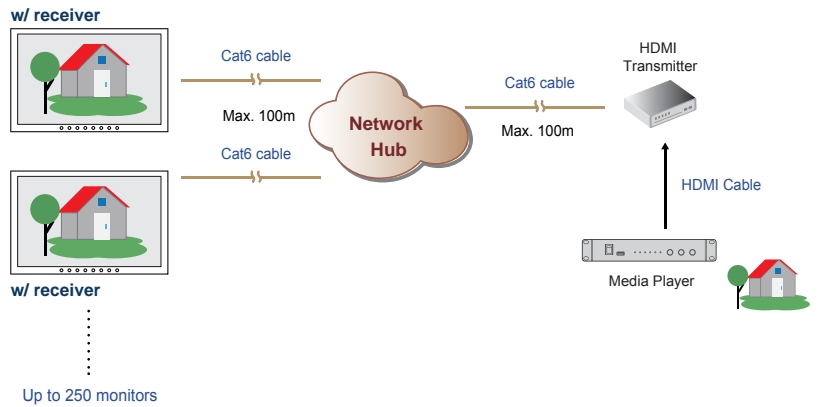 w/ receiver
Cat6 cable
Max. 100m
Cat6 cable
Network
Hub
Cat6 cable
Max. 100m
HDMI
Transmitter
HDMI Cable
Media Player
w/ receiver
Up to 250 monitors